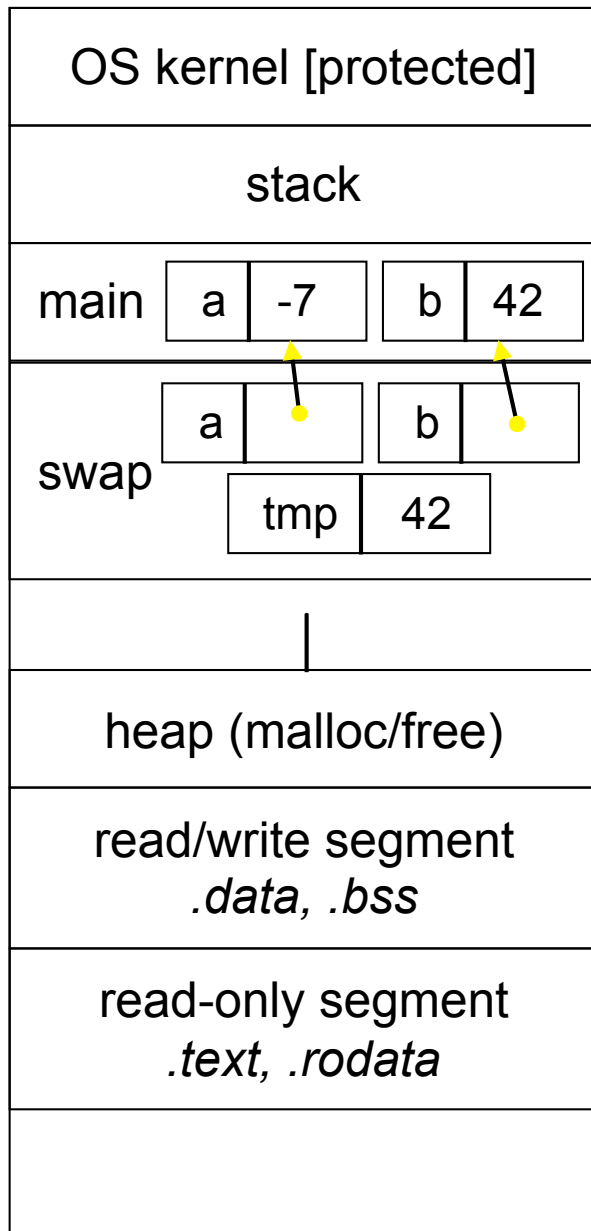 OS kernel [protected]
stack
main a -7 b 42
a b
swap
tmp 42
heap (malloc/free)
read/write segment
.data, .bss
read-only segment
.text, .rodata